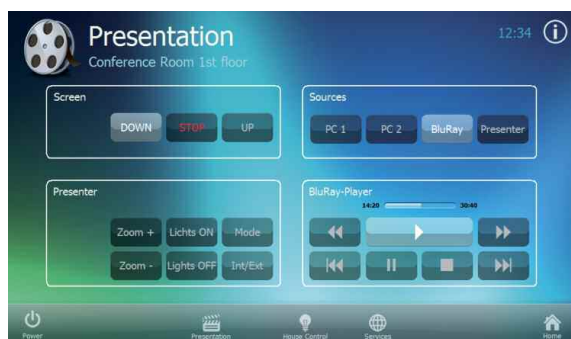 Presentation
12:34
Conference Room 1st floor
Screen
DOWN STOP UP
Sources
PC 1 PC 2 BluRay Presenter
Presenter
Zoom + Lichts ON Mode
Zoom - Lights OFF Int/Ext
BluRay-Player
14:20 30:40
Power Presentation House Control Services Home